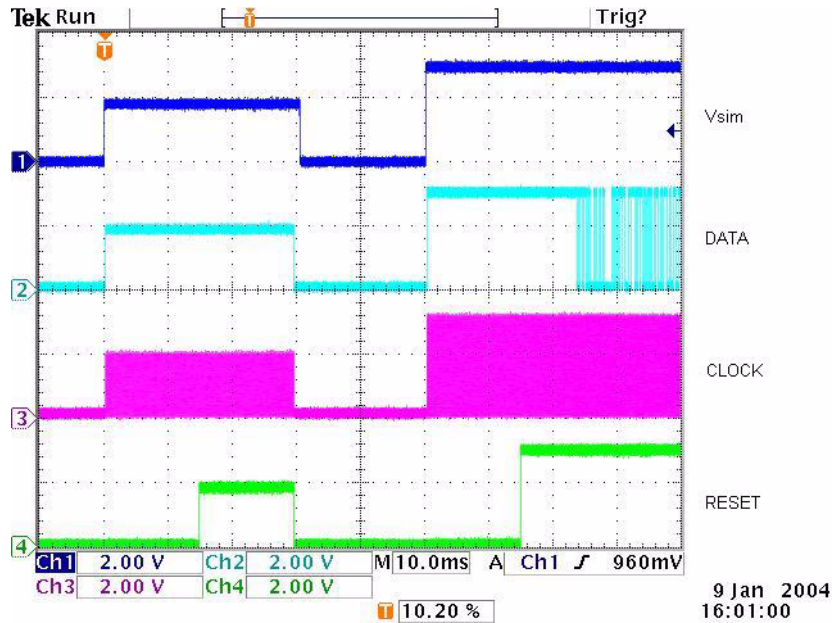 Tek Run Trig?
T
T
1 Vsim
2 DATA
3 CLOCK
4 RESET
Ch1 2.00 V Ch2 2.00 V M 10.0ms A Ch1 960mV
Ch3 2.00 V Ch4 2.00 V
T 10.20 %
9 Jan 2004
16:01:00